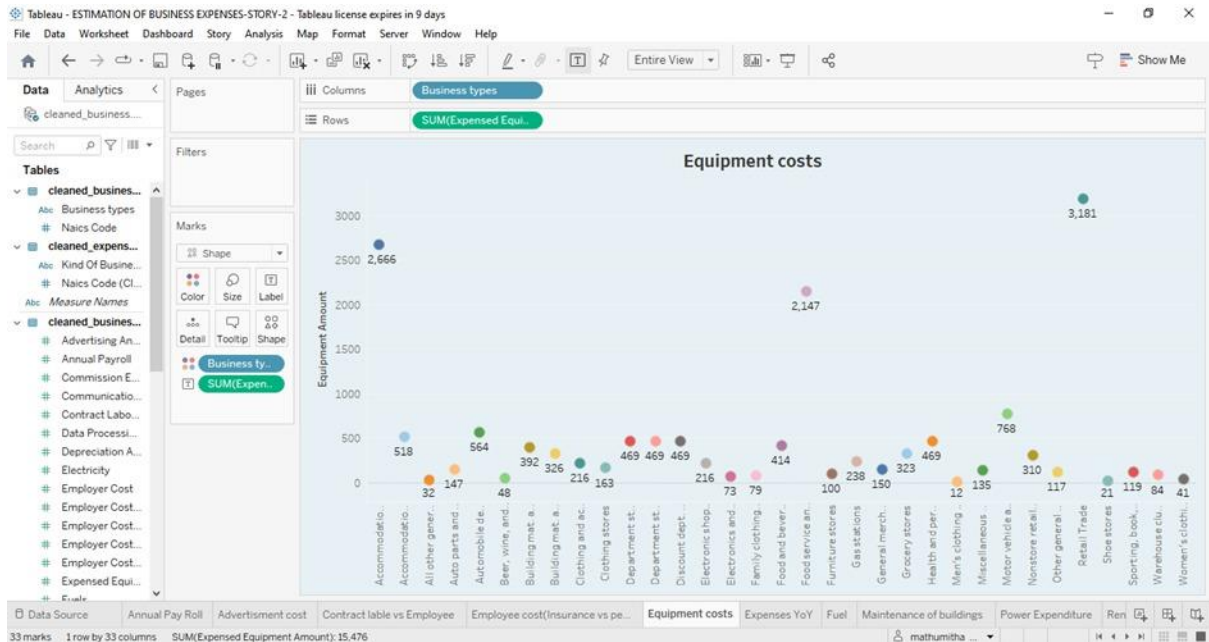 Tableau - ESTIMATION OF BUSINESS EXPENSES-STORY-2 - Tableau license expires in 9 days
File Data Worksheet Dashboard Story Analysis Map Format Server Window Help
Entire View
Show Me
Data Analytics
cleaned_business....
Search
Tables
cleaned_busines...
Abc Business types
# Naics Code
cleaned_expens...
Abc Kind Of Busine...
# Naics Code (Cl...
Abc Measure Names
cleaned_busines...
# Advertising An...
# Annual Payroll
# Commission E...
# Communicatio...
# Contract Labo...
# Data Processi...
# Depreciation A...
# Electricity
# Employer Cost
# Employer Cost...
# Employer Cost...
# Employer Cost...
# Employer Cost...
# Expensed Equi...
# Fuels
Pages
Filters
Marks
Shape
Color Size Label
Detail Tooltip Shape
Business ty..
SUM(Expen..
Columns Business types
Rows SUM(Expensed Equi..
Equipment costs
Equipment Amount
3000
2500
2000
1500
1000
500
0
2,666
518
32
147
564
48
392
326
216
163
469
469
469
216
73
79
414
2,147
100
238
150
323
469
12
135
768
310
117
3,181
21
119
84
41
Accommodatio..
Accommodatio..
All other gener..
Auto parts and ..
Automobile de..
Beer, wine, and..
Building mat. a..
Building mat. a..
Clothing and ac..
Clothing stores
Department st..
Department st..
Discount dept. ..
Electronic shop..
Electronics and..
Family clothing..
Food and bever..
Food service an..
Furniture stores
Gas stations
General merch..
Grocery stores
Health and per..
Men's clothing ..
Miscellaneous ..
Motor vehicle a..
Nonstore retail..
Other general ..
Retail Trade
Shoe stores
Sporting, book,..
Warehouse clu..
Women's clothi..
Data Source Annual Pay Roll Advertisment cost Contract lable vs Employee Employee cost(Insurance vs pe... Equipment costs Expenses YoY Fuel Maintenance of buildings Power Expenditure Ren
33 marks 1 row by 33 columns SUM(Expensed Equipment Amount): 15,476 mathumitha ...